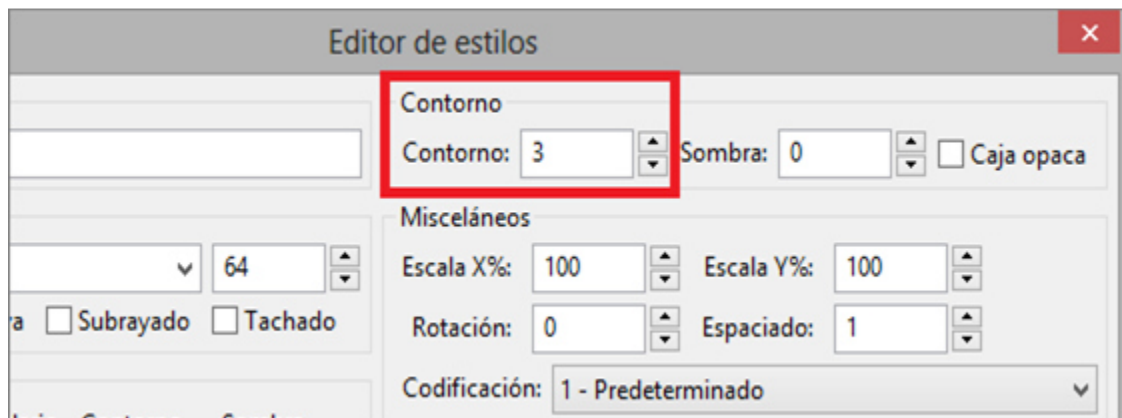 Editor de estilos
Contorno
Contorno: 3 Sombra: 0 Caja opaca
Misceláneos
64 Escala X%: 100 Escala Y%: 100
Subrayado Tachado Rotación: 0 Espaciado: 1
Codificación: 1 - Predeterminado